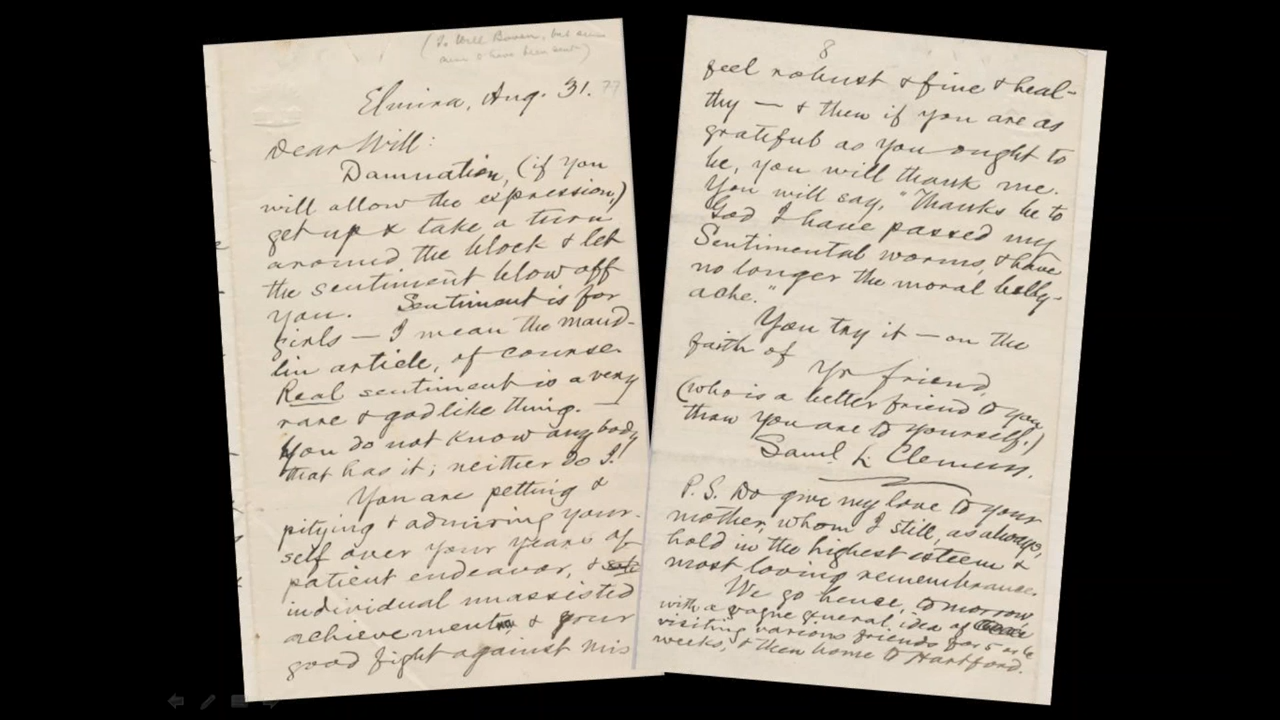 (To Will Bowen, but
Elmira, Aug. 31. 77
Dear Will:
Damnation, (if you
will allow the expression,)
get up & take a turn
around the block & let
the sentiment blow off
you. Sentiment is for
girls — I mean the maud-
lin article, of course.
Real sentiment is a very
rare & godlike thing. —
You do not know anybody
that has it; neither do I.
You are petting &
pitying & admiring your-
self over your years of
patient endeavor, &
individual unassisted
achievement, & your
good fight against mis
8
feel robust & fine & heal-
thy — & then if you are as
grateful as you ought to
be, you will thank me.
You will say, "Thanks be to
God I have passed my
Sentimental worms, & have
no longer the moral belly-
ache."
You try it — on the
faith of
Yr friend
(who is a better friend to you
than you are to yourself.)
Saml. L. Clemens.
P.S. Do give my love to your
mother, whom I still, as always,
hold in the highest esteem &
most loving remembrance.
We go hence, tomorrow,
with a vague general idea of
visiting various friends for 5 or 6
weeks, & then home to Hartford.